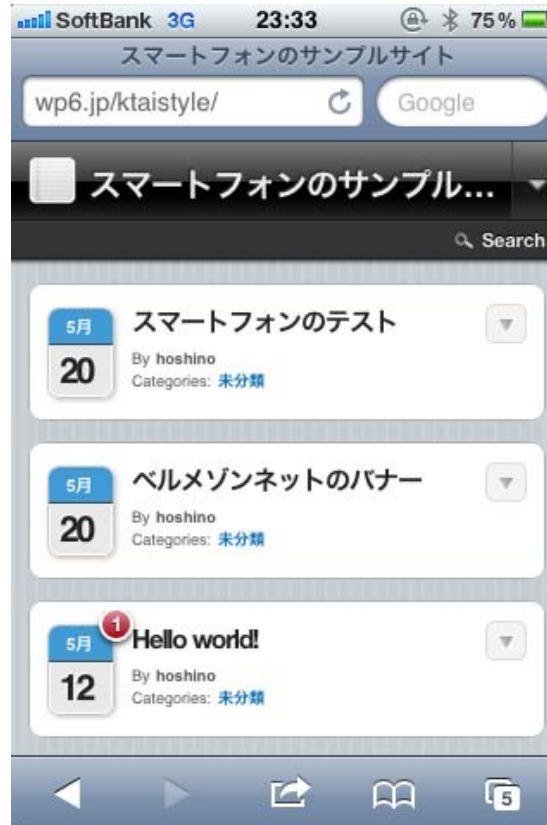 SoftBank 3G 23:33 75%
スマートフォンのサンプルサイト
wp6.jp/ktaistyle/ Google
スマートフォンのサンプル...
Search
5月
20
スマートフォンのテスト
By hoshino
Categories: 未分類
5月
20
ベルメゾンネットのバナー
By hoshino
Categories: 未分類
1
5月
12
Hello world!
By hoshino
Categories: 未分類
5